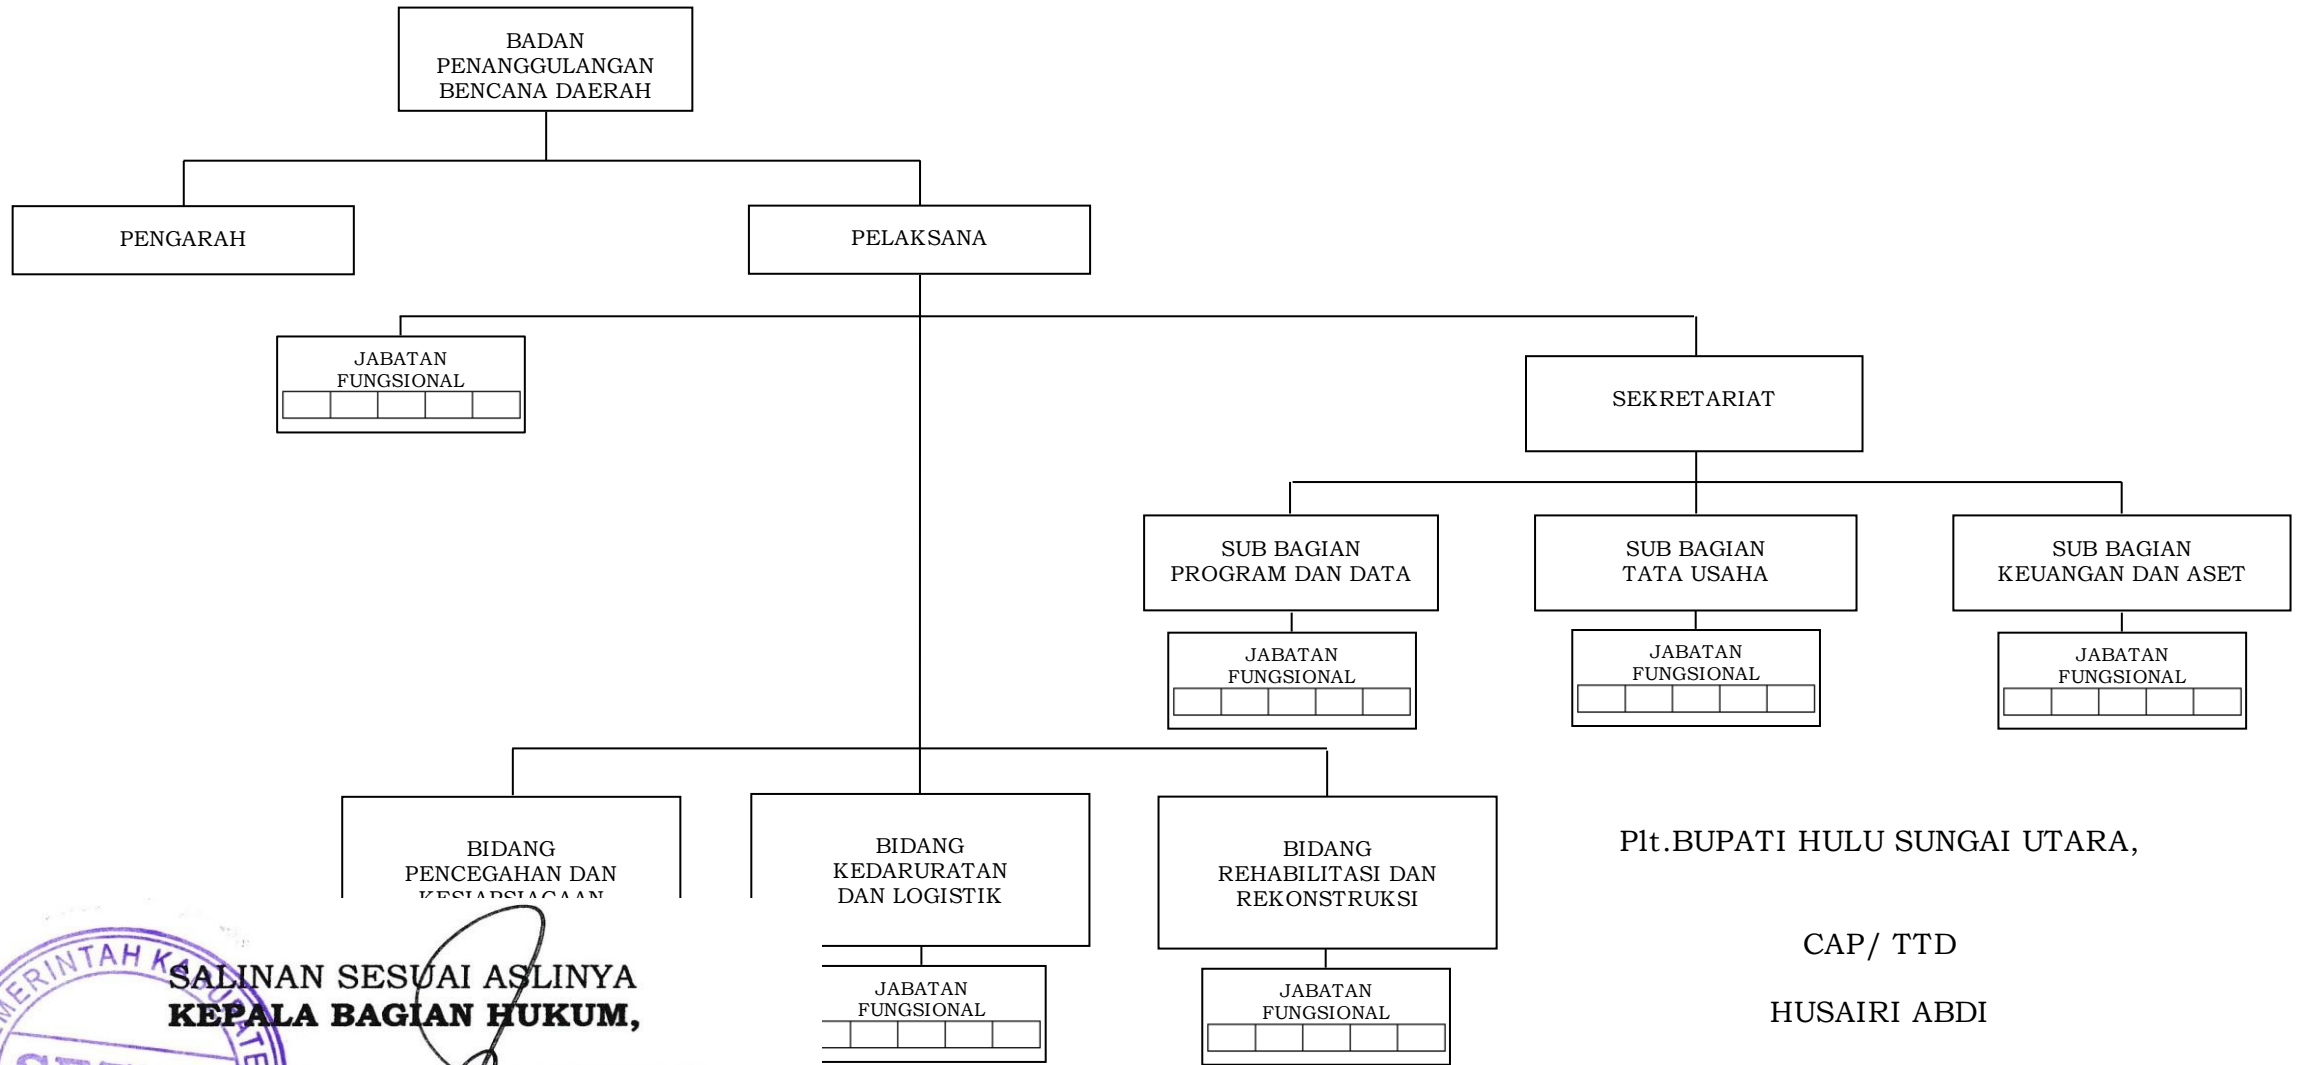 BADAN
PENANGGULANGAN
BENCANA DAERAH
PENGARAH
PELAKSANA
JABATAN
FUNGSIONAL
SEKRETARIAT
SUB BAGIAN
PROGRAM DAN DATA
SUB BAGIAN
TATA USAHA
SUB BAGIAN
KEUANGAN DAN ASET
JABATAN
FUNGSIONAL
JABATAN
FUNGSIONAL
JABATAN
FUNGSIONAL
BIDANG
PENCEGAHAN DAN
KESIAPSIAGAAN
BIDANG
KEDARURATAN
DAN LOGISTIK
BIDANG
REHABILITASI DAN
REKONSTRUKSI
JABATAN
FUNGSIONAL
JABATAN
FUNGSIONAL
Plt.BUPATI HULU SUNGAI UTARA,
CAP/ TTD
HUSAIRI ABDI
SALINAN SESUAI ASLINYA
KEPALA BAGIAN HUKUM,